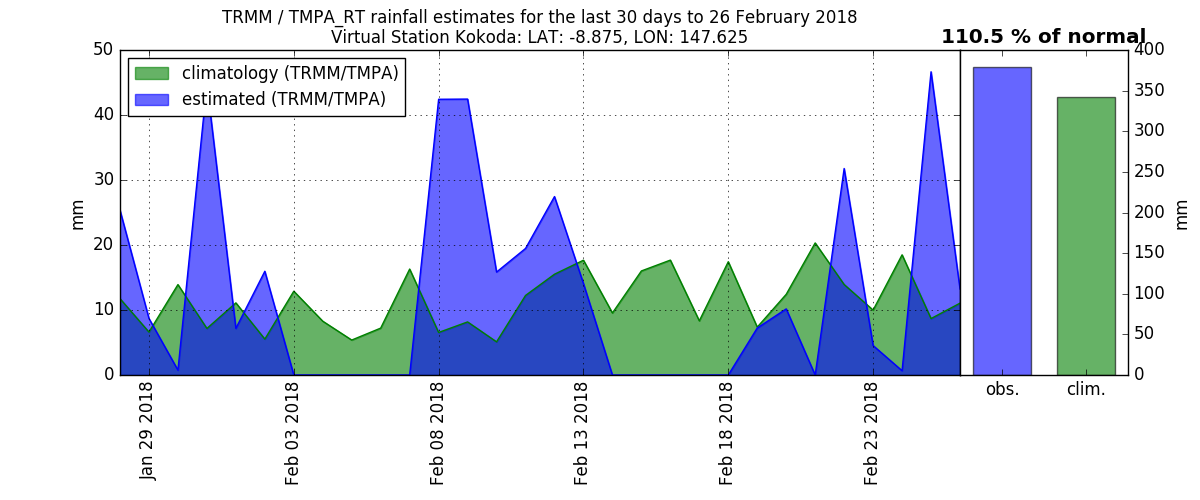 TRMM / TMPA_RT rainfall estimates for the last 30 days to 26 February 2018
Virtual Station Kokoda: LAT: -8.875, LON: 147.625
110.5 % of normal
climatology (TRMM/TMPA)
estimated (TRMM/TMPA)
50
40
30
20
10
0
mm
400
350
300
250
200
150
100
50
0
mm
Jan 29 2018
Feb 03 2018
Feb 08 2018
Feb 13 2018
Feb 18 2018
Feb 23 2018
obs.
clim.